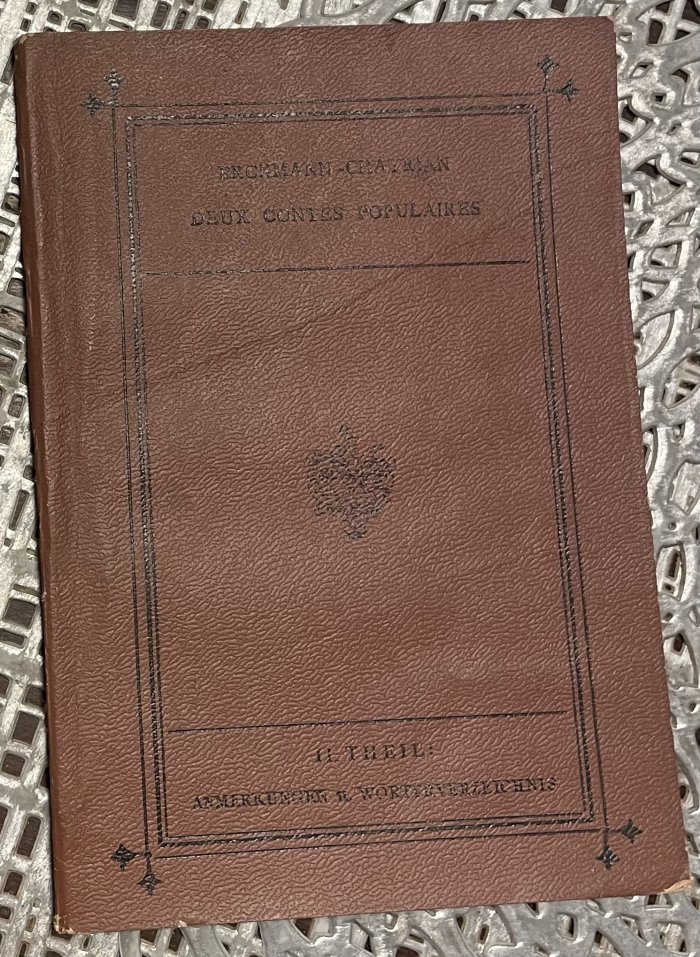 ERCKMANN-CHATRIAN
DEUX CONTES POPULAIRES
II. THEIL:
ANMERKUNGEN U. WÖRTERVERZEICHNIS